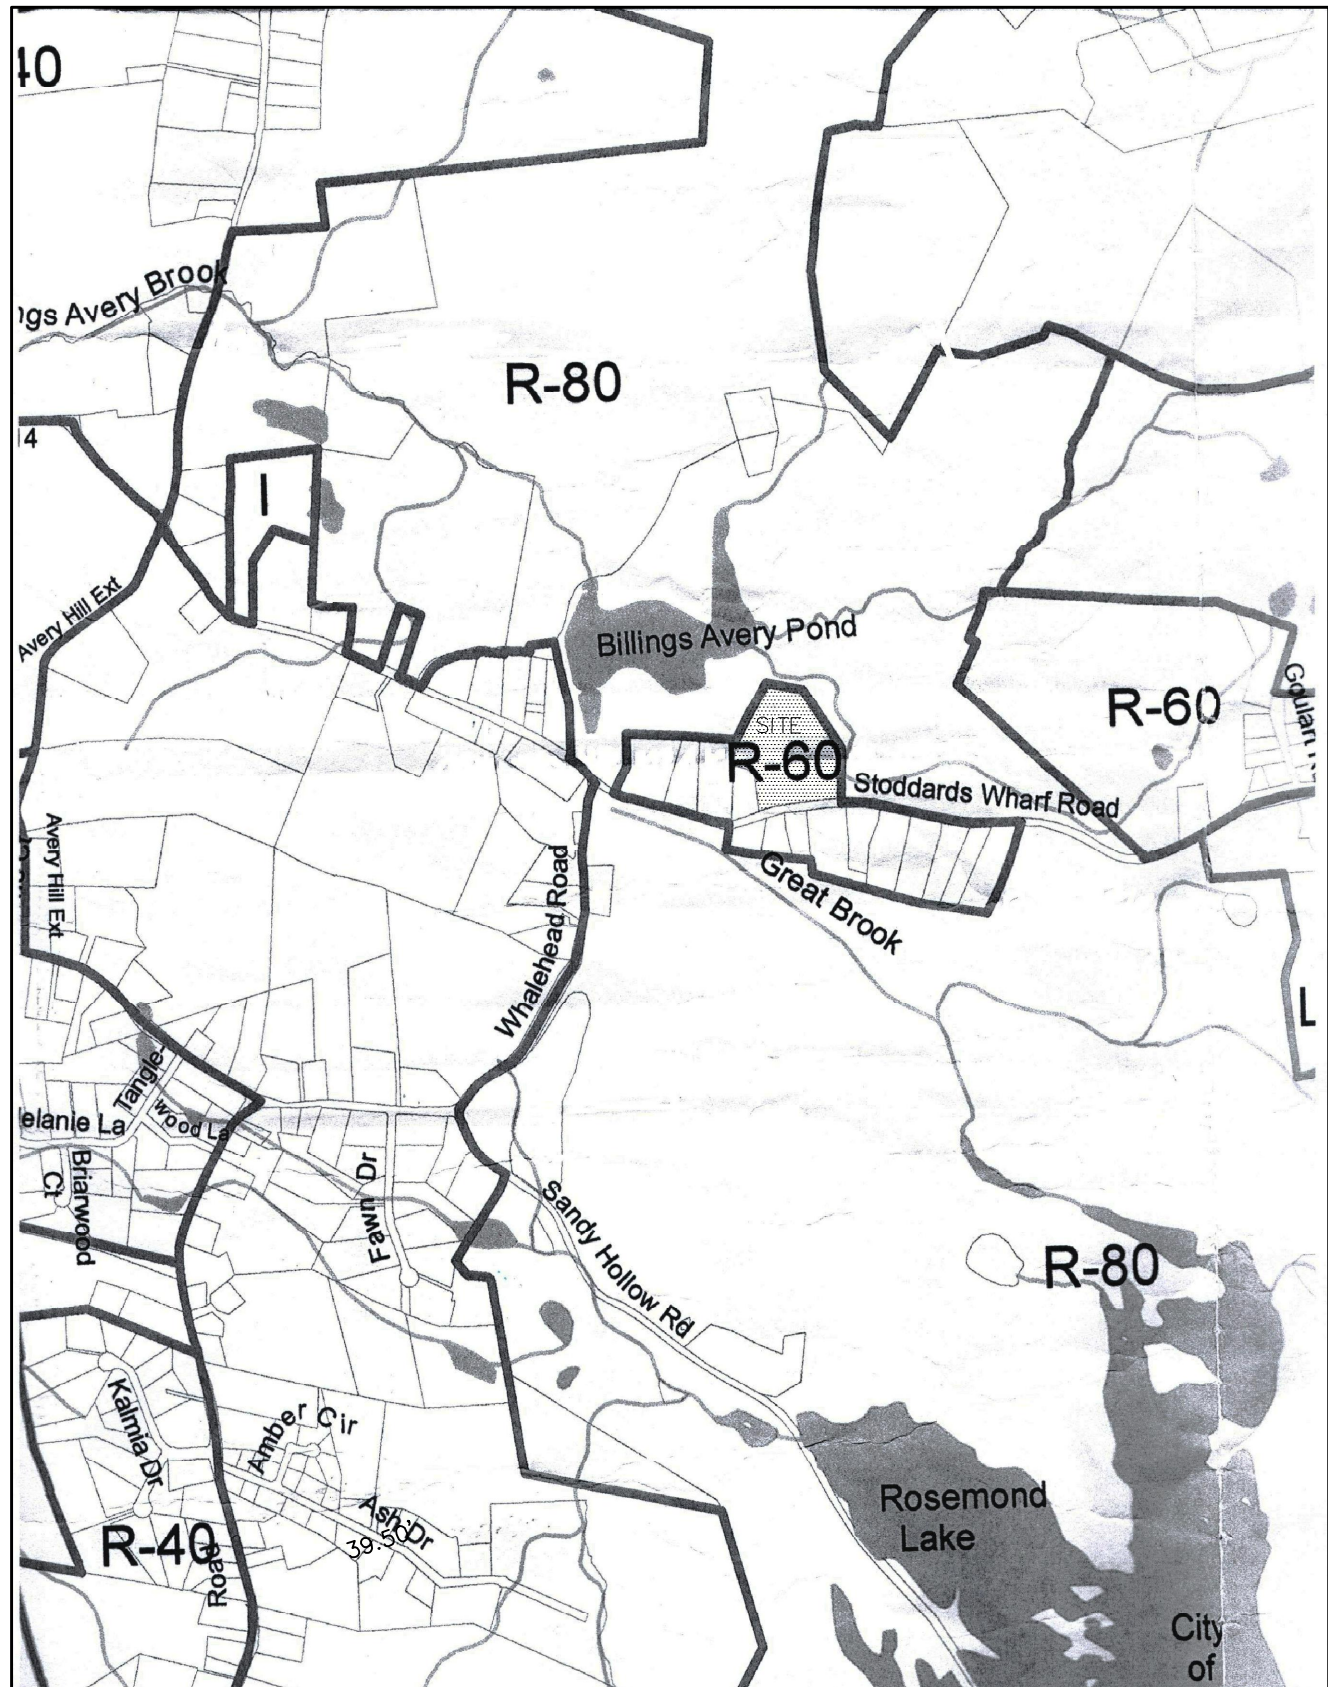 40
ngs Avery Brook
R-80
14
I
Avery Hill Ext
Billings Avery Pond
R-60
Goulart
SITE
R-60
Stoddards Wharf Road
Avery Hill Ext
Great Brook
Whalehead Road
L
Tangle-
wood La
elanie La
Briarwood
Ct
Fawn Dr
Sandy Hollow Rd
R-80
Kalmia Dr
Amber Cir
Ash Dr
39.50'
R-40
Road
Rosemond
Lake
City
of